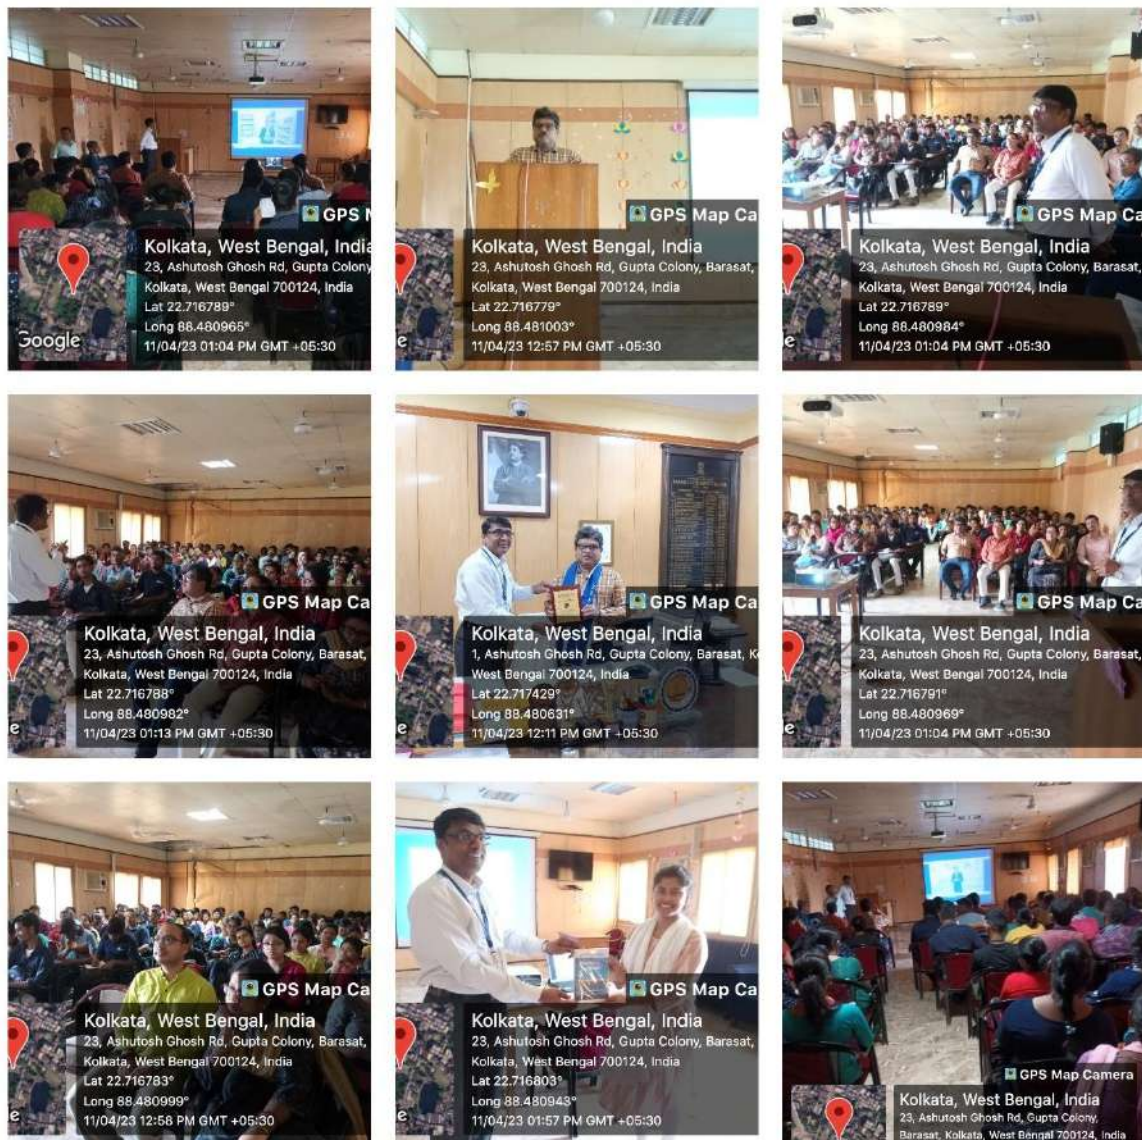 GPS M
Kolkata, West Bengal, India
23, Ashutosh Ghosh Rd, Gupta Colony
Kolkata, West Bengal 700124, India
Lat 22.716789°
Long 88.480965°
11/04/23 01:04 PM GMT +05:30
Google
GPS Map Ca
Kolkata, West Bengal, India
23, Ashutosh Ghosh Rd, Gupta Colony, Barasat,
Kolkata, West Bengal 700124, India
Lat 22.716779°
Long 88.481003°
11/04/23 12:57 PM GMT +05:30
GPS Map Ca
Kolkata, West Bengal, India
23, Ashutosh Ghosh Rd, Gupta Colony, Barasat,
Kolkata, West Bengal 700124, India
Lat 22.716789°
Long 88.480984°
11/04/23 01:04 PM GMT +05:30
GPS Map Ca
Kolkata, West Bengal, India
23, Ashutosh Ghosh Rd, Gupta Colony, Barasat,
Kolkata, West Bengal 700124, India
Lat 22.716788°
Long 88.480982°
11/04/23 01:13 PM GMT +05:30
GPS Map Ca
Kolkata, West Bengal, India
1, Ashutosh Ghosh Rd, Gupta Colony, Barasat, K
West Bengal 700124, India
Lat 22.717429°
Long 88.480631°
11/04/23 12:11 PM GMT +05:30
GPS Map Ca
Kolkata, West Bengal, India
23, Ashutosh Ghosh Rd, Gupta Colony, Barasat,
Kolkata, West Bengal 700124, India
Lat 22.716791°
Long 88.480969°
11/04/23 01:04 PM GMT +05:30
GPS Map Ca
Kolkata, West Bengal, India
23, Ashutosh Ghosh Rd, Gupta Colony, Barasat,
Kolkata, West Bengal 700124, India
Lat 22.716783°
Long 88.480999°
11/04/23 12:58 PM GMT +05:30
GPS Map Ca
Kolkata, West Bengal, India
23, Ashutosh Ghosh Rd, Gupta Colony, Barasat,
Kolkata, West Bengal 700124, India
Lat 22.716803°
Long 88.480943°
11/04/23 01:57 PM GMT +05:30
GPS Map Camera
Kolkata, West Bengal, India
23, Ashutosh Ghosh Rd, Gupta Colony,
Barasat, Kolkata, West Bengal 700124, India